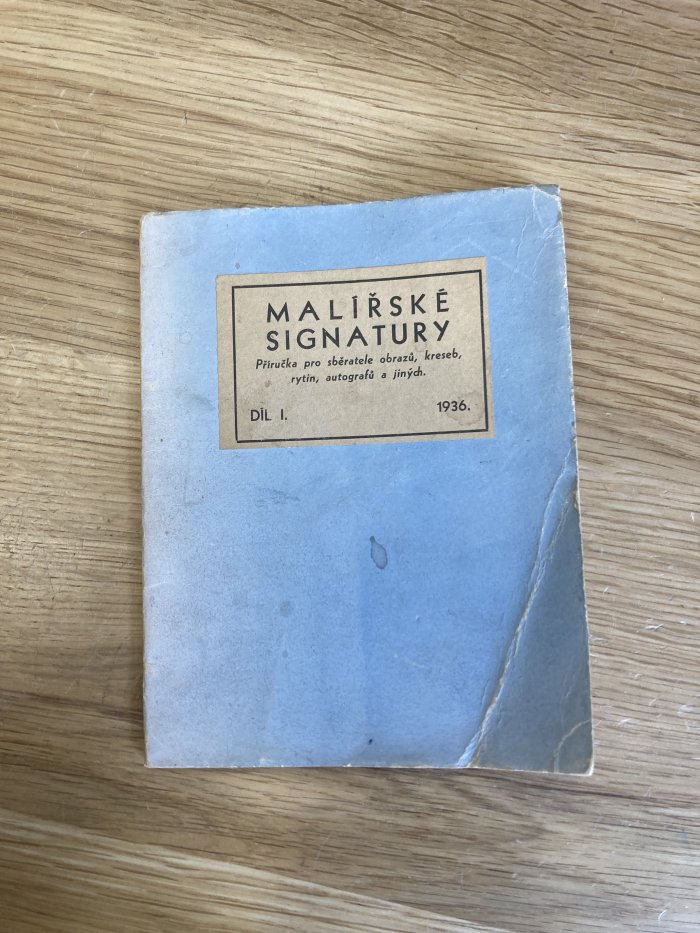 MALÍŘSKÉ
SIGNATURY
Příručka pro sběratele obrazů, kreseb,
rytin, autografů a jiných.
DÍL I. 1936.